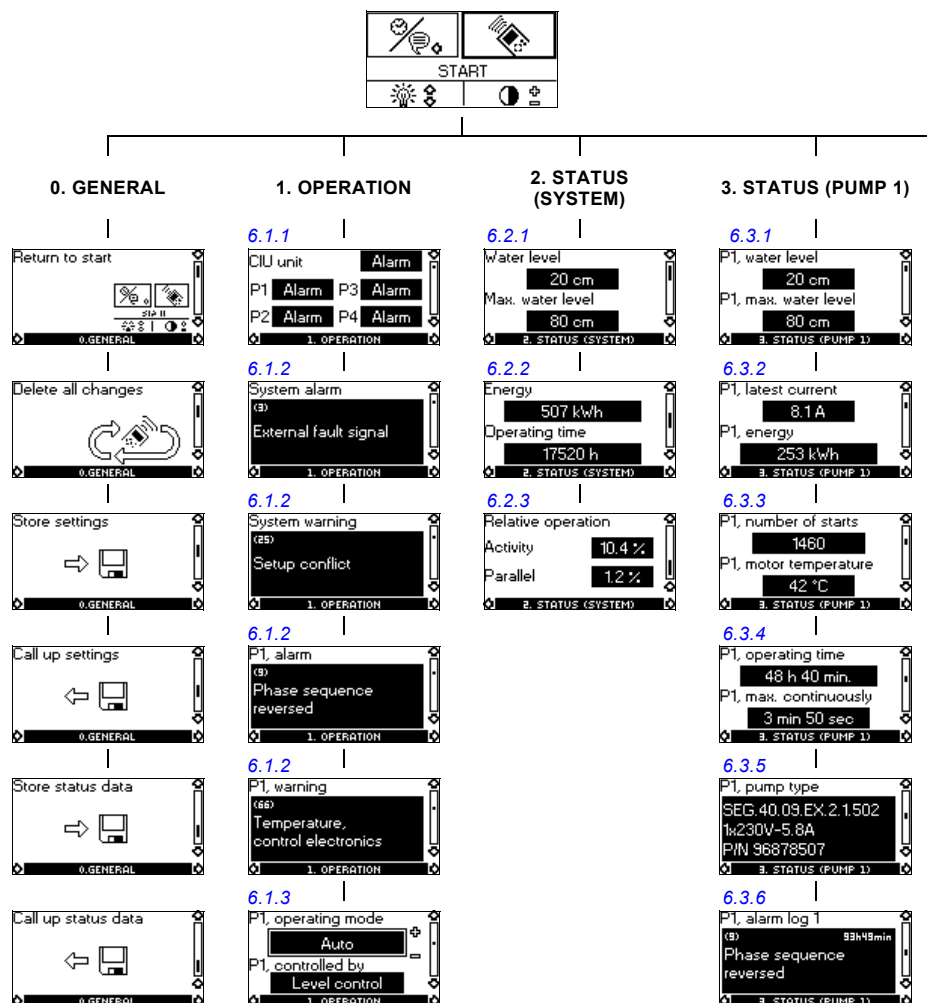 START
0. GENERAL
Return to start
START
0.GENERAL
Delete all changes
0.GENERAL
Store settings
0.GENERAL
Call up settings
0.GENERAL
Store status data
0.GENERAL
Call up status data
0.GENERAL
1. OPERATION
6.1.1
CIU unit Alarm
P1 Alarm P3 Alarm
P2 Alarm P4 Alarm
1. OPERATION
6.1.2
System alarm
(3)
External fault signal
1. OPERATION
6.1.2
System warning
(25)
Setup conflict
1. OPERATION
6.1.2
P1, alarm
(9)
Phase sequence
reversed
1. OPERATION
6.1.2
P1, warning
(66)
Temperature,
control electronics
1. OPERATION
6.1.3
P1, operating mode
Auto
P1, controlled by
Level control
1. OPERATION
2. STATUS
(SYSTEM)
6.2.1
Water level
20 cm
Max. water level
80 cm
2. STATUS (SYSTEM)
6.2.2
Energy
507 kWh
Operating time
17520 h
2. STATUS (SYSTEM)
6.2.3
Relative operation
Activity 10.4 %
Parallel 1.2 %
2. STATUS (SYSTEM)
3. STATUS (PUMP 1)
6.3.1
P1, water level
20 cm
P1, max. water level
80 cm
3. STATUS (PUMP 1)
6.3.2
P1, latest current
8.1 A
P1, energy
253 kWh
3. STATUS (PUMP 1)
6.3.3
P1, number of starts
1460
P1, motor temperature
42 °C
3. STATUS (PUMP 1)
6.3.4
P1, operating time
48 h 40 min.
P1, max. continuously
3 min 50 sec
3. STATUS (PUMP 1)
6.3.5
P1, pump type
SEG.40.09.EX.2.1.502
1x230V-5.8A
P/N 96878507
3. STATUS (PUMP 1)
6.3.6
P1, alarm log 1
(9) 93h49min
Phase sequence
reversed
3. STATUS (PUMP 1)